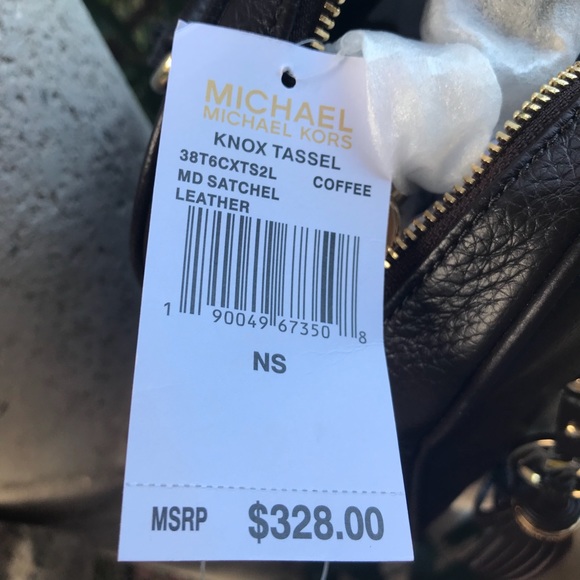 MICHAEL
MICHAEL KORS
KNOX TASSEL
38T6CXTS2L COFFEE
MD SATCHEL
LEATHER
1 90049 67350 8
NS
MSRP $328.00